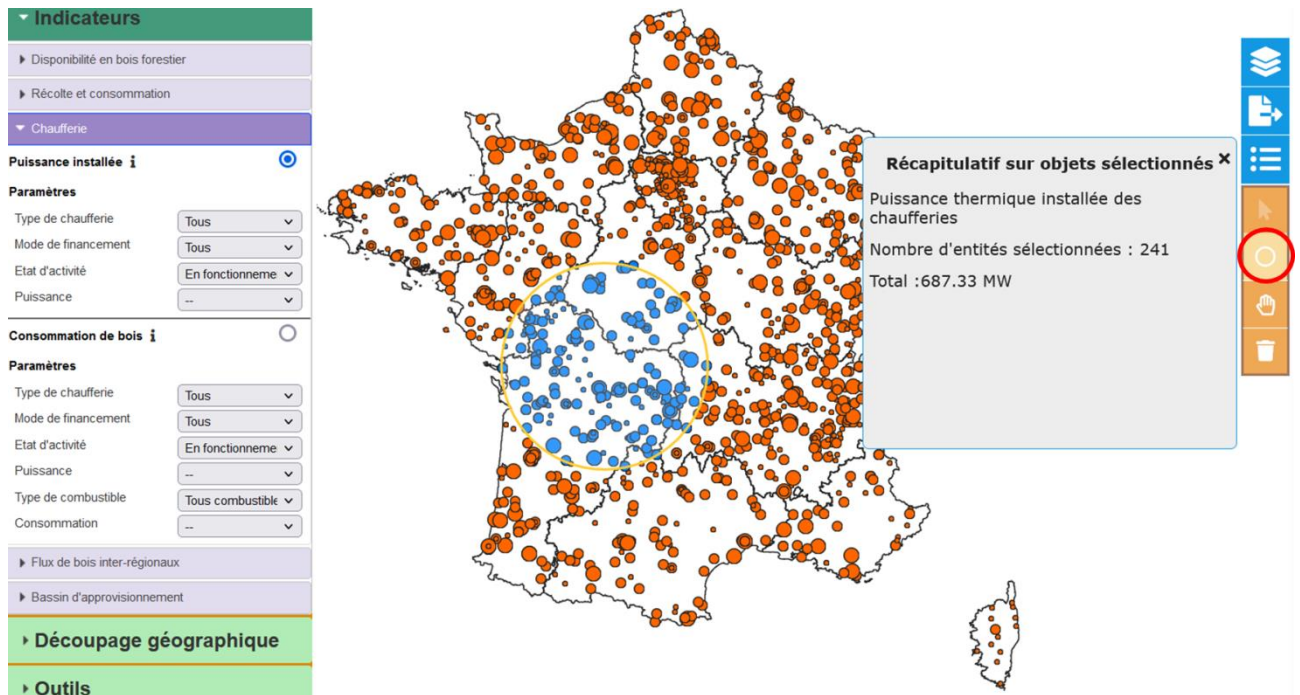 Indicateurs
Disponibilité en bois forestier
Récolte et consommation
Chaufferie
Puissance installée i
Paramètres
Type de chaufferie Tous
Mode de financement Tous
Etat d'activité En fonctionneme
Puissance --
Consommation de bois i
Paramètres
Type de chaufferie Tous
Mode de financement Tous
Etat d'activité En fonctionneme
Puissance --
Type de combustible Tous combustible
Consommation --
Flux de bois inter-régionaux
Bassin d'approvisionnement
Découpage géographique
Outils
Récapitulatif sur objets sélectionnés ×
Puissance thermique installée des
chaufferies
Nombre d'entités sélectionnées : 241
Total :687.33 MW